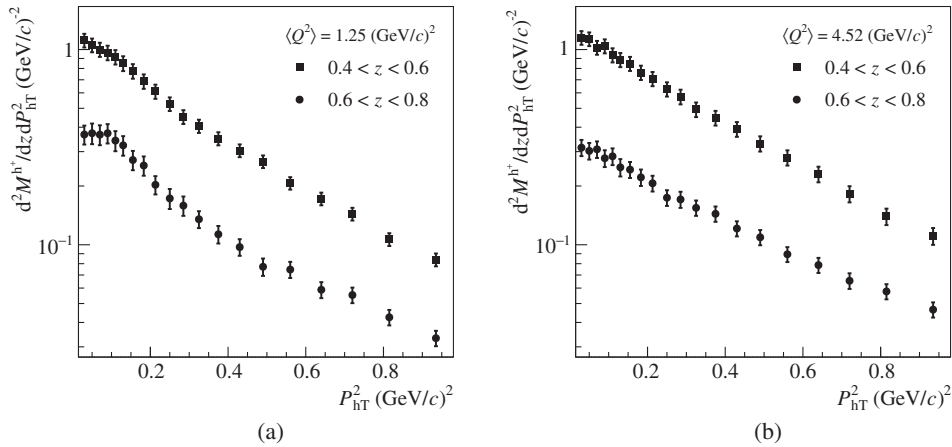 d²M^{h⁺}/dzdP²_{hT} (GeV/c)⁻²
1
10⁻¹
⟨Q²⟩ = 1.25 (GeV/c)²
0.4 < z < 0.6
0.6 < z < 0.8
0.2 0.4 0.6 0.8
P²_{hT} (GeV/c)²
(a)
d²M^{h⁺}/dzdP²_{hT} (GeV/c)⁻²
1
10⁻¹
⟨Q²⟩ = 4.52 (GeV/c)²
0.4 < z < 0.6
0.6 < z < 0.8
0.2 0.4 0.6 0.8
P²_{hT} (GeV/c)²
(b)